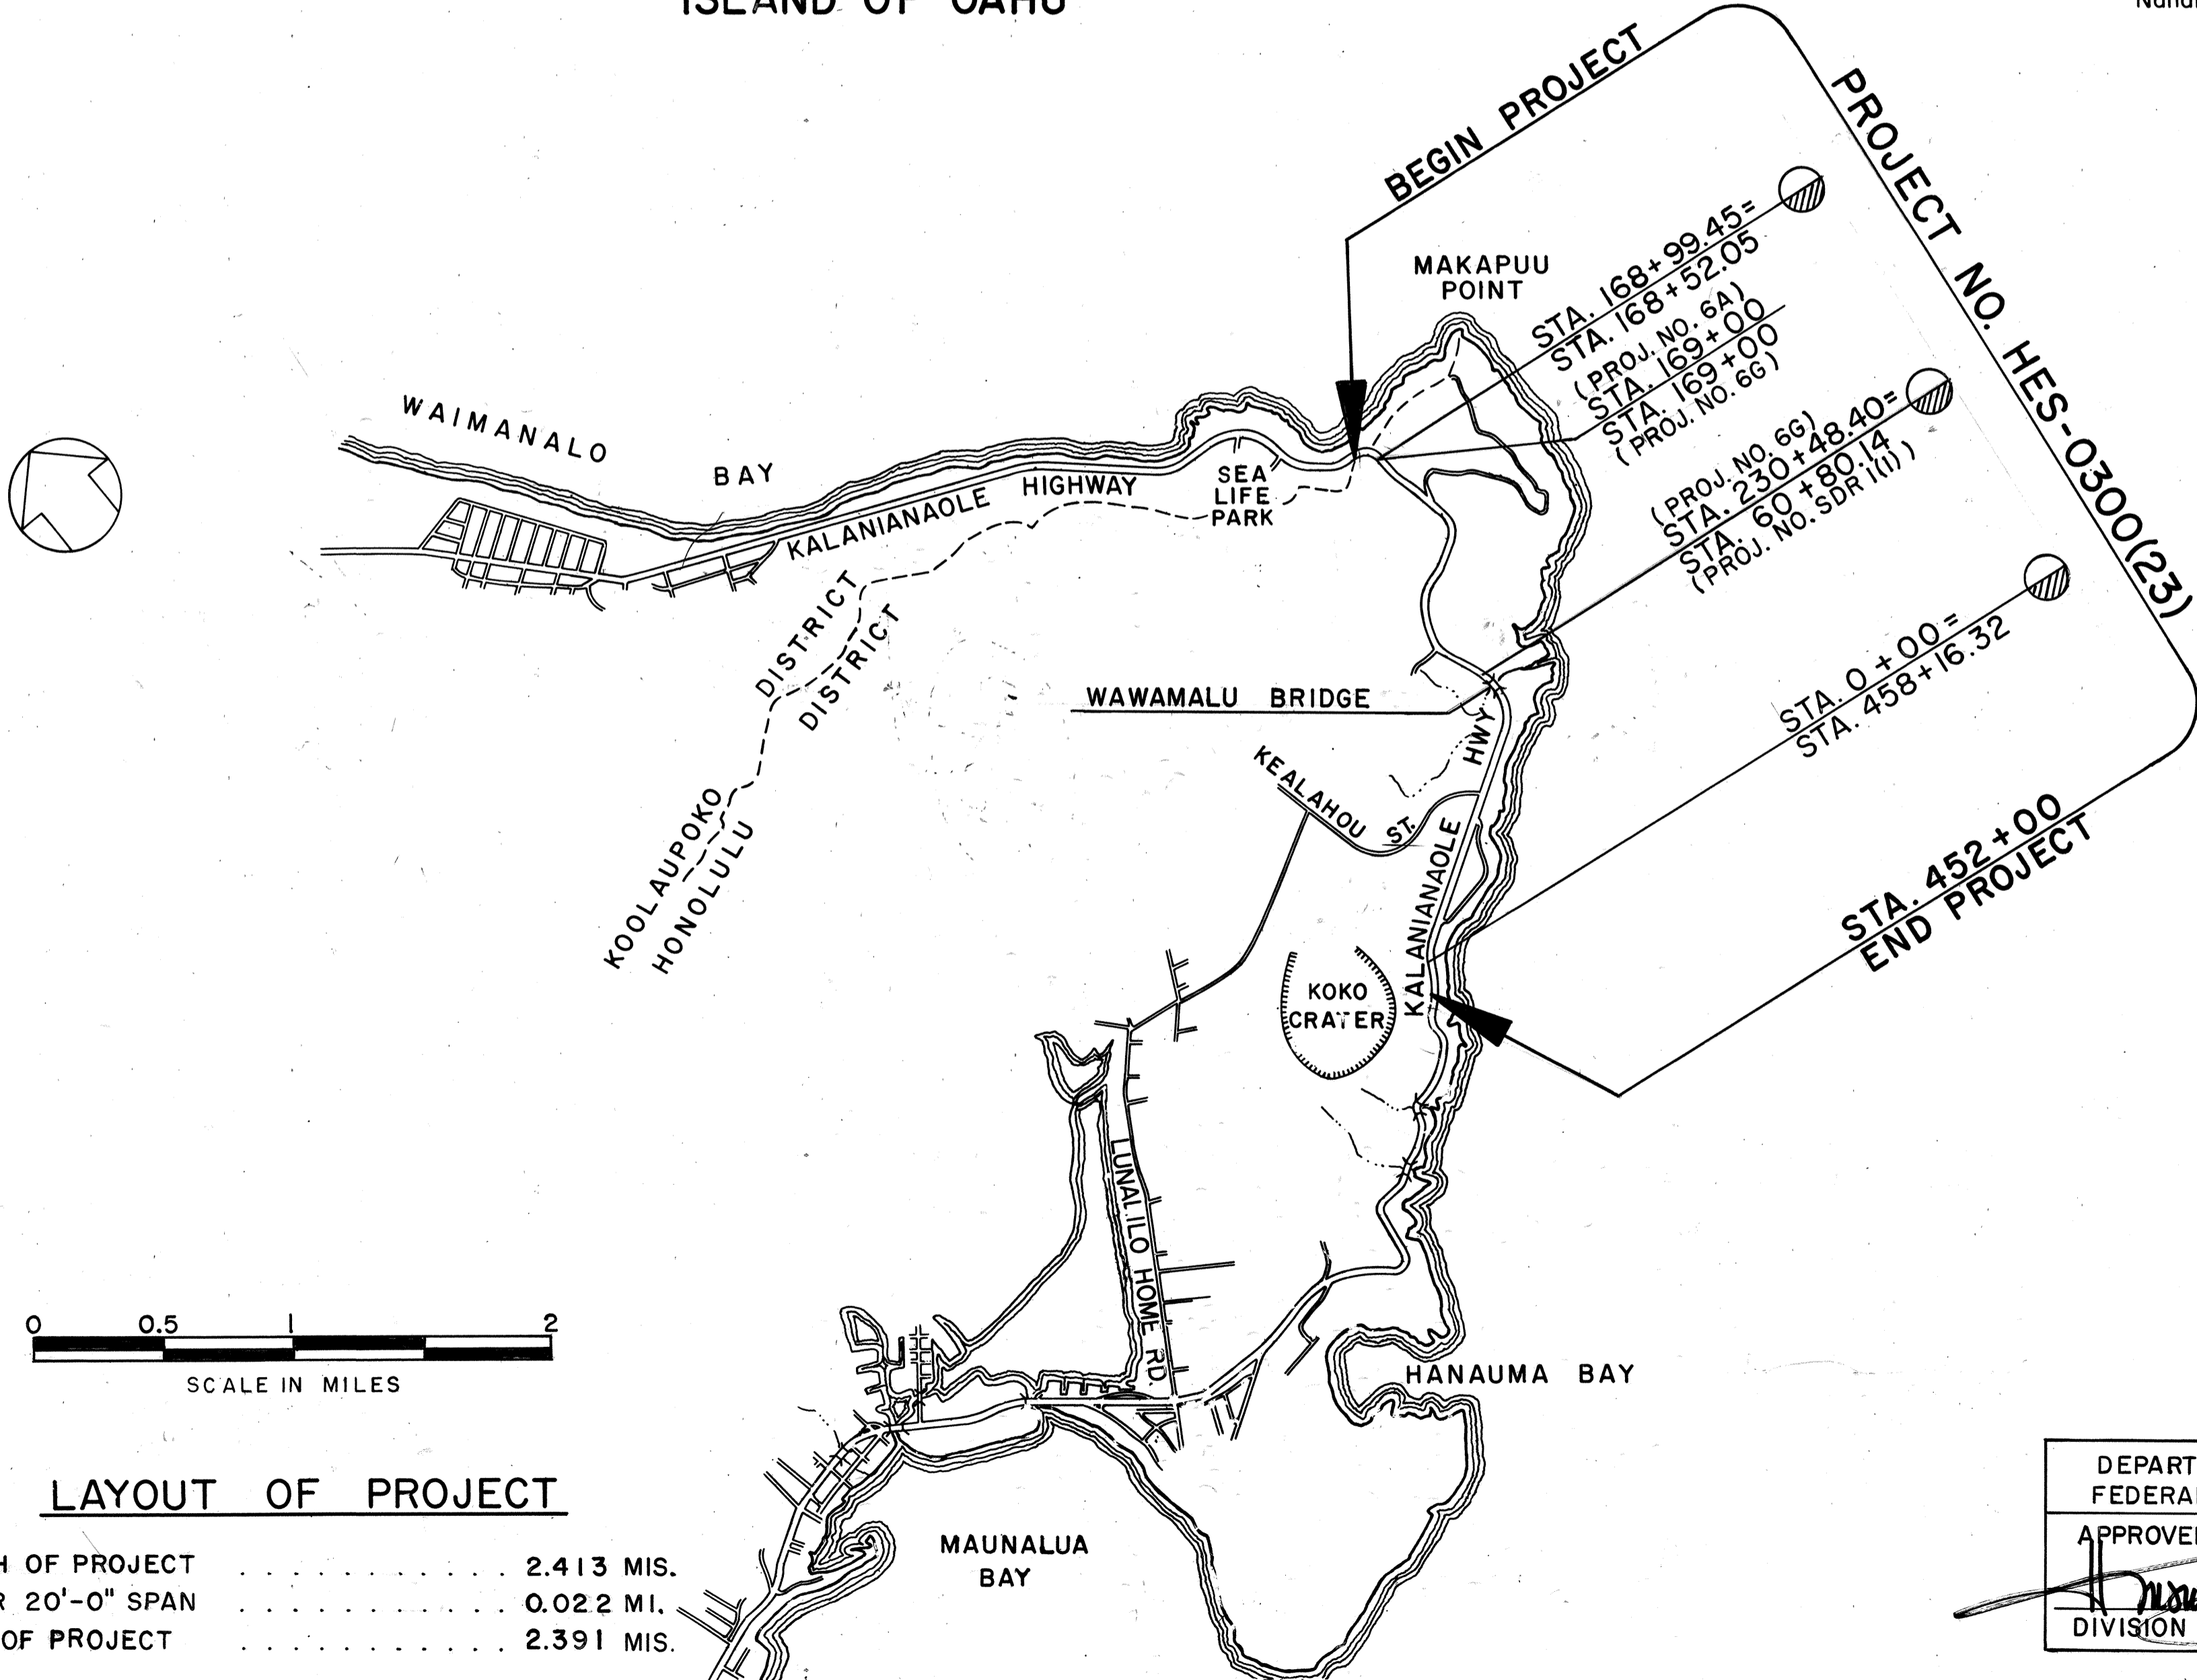 ISLAND OF OAHU
BEGIN PROJECT
PROJECT NO. HES-0300(23)
MAKAPUU
POINT
STA. 168+99.45=
STA. 168+52.05
(PROJ. NO. 6A)
STA. 169+00
STA. 169+00
(PROJ. NO. 6G)
(PROJ. NO. 6G)
STA. 230+48.40=
STA. 60+80.14
(PROJ. NO. SDR 1(1))
STA. 0+00=
STA. 458+16.32
STA. 452+00
END PROJECT
WAIMANALO
BAY
KALANIANAOLE HIGHWAY
SEA
LIFE
PARK
DISTRICT
DISTRICT
KOOLAUPOKO
HONOLULU
WAWAMALU BRIDGE
KEALAHOU ST.
KALANIANAOLE HWY
KOKO
CRATER
LUNALILO HOME RD.
HANAUMA BAY
MAUNALUA
BAY
0 0.5 1 2
SCALE IN MILES
LAYOUT OF PROJECT
H OF PROJECT . . . . . . . . . . . 2.413 MIS.
R 20'-0" SPAN . . . . . . . . . . . 0.022 MI.
OF PROJECT . . . . . . . . . . . 2.391 MIS.
DEPART
FEDERA
APPROVE
DIVISION